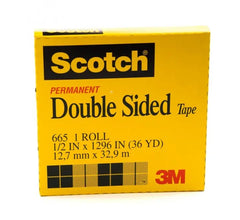 Scotch
PERMANENT
Double Sided Tape
665 1 ROLL
1/2 IN x 1296 IN (36 YD)
12,7 mm x 32,9 m
3M